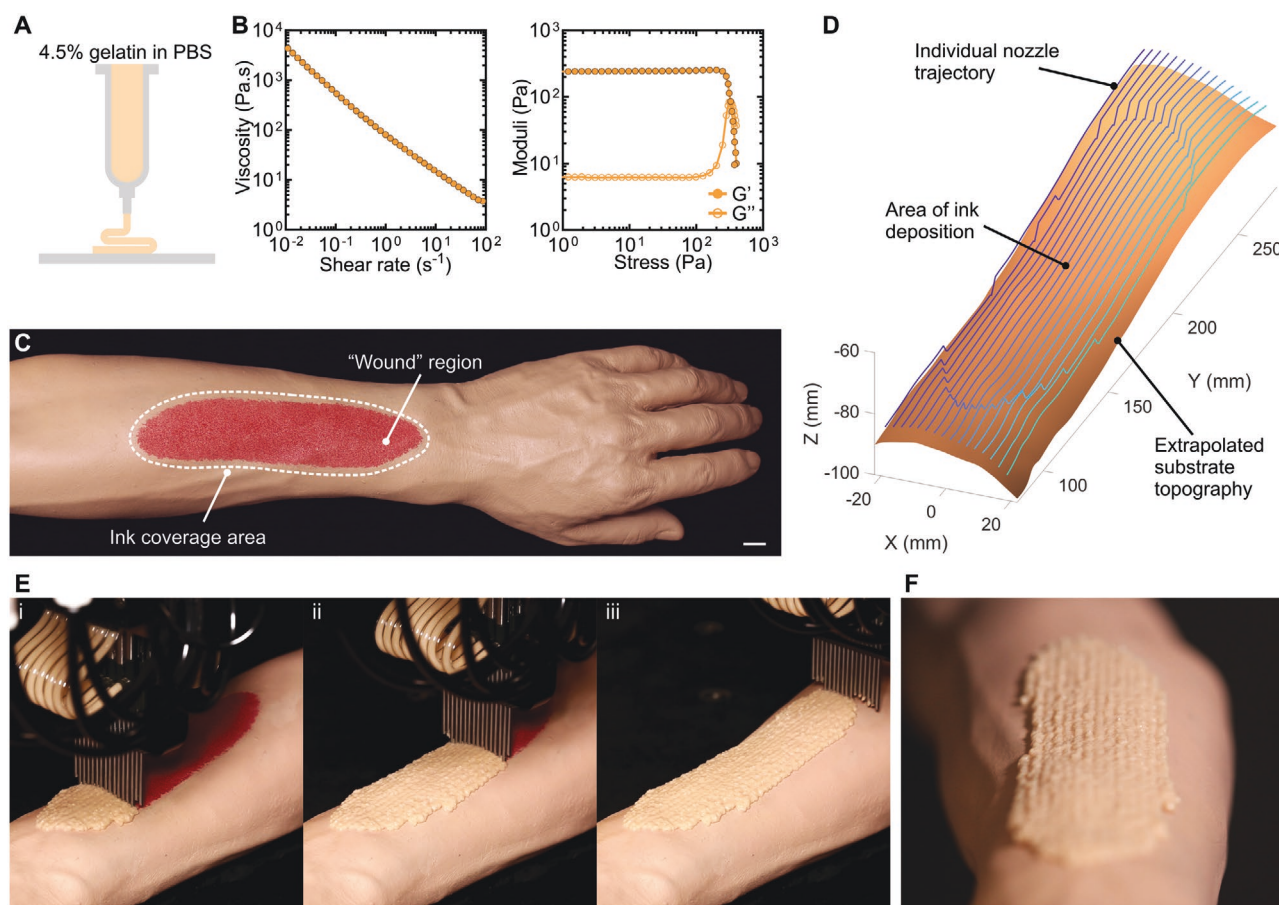 A
4.5% gelatin in PBS
B
Viscosity (Pa.s)
10⁴
10³
10²
10¹
10⁰
10⁻² 10⁻¹ 10⁰ 10¹ 10²
Shear rate (s⁻¹)
Moduli (Pa)
10³
10²
10¹
10⁰
G'
G''
10⁰ 10¹ 10² 10³
Stress (Pa)
C
“Wound” region
Ink coverage area
D
Individual nozzle
trajectory
Area of ink
deposition
Extrapolated
substrate
topography
-60
-80
-100
Z (mm)
-20
0
20
X (mm)
100
150
200
250
Y (mm)
E
i
ii
iii
F